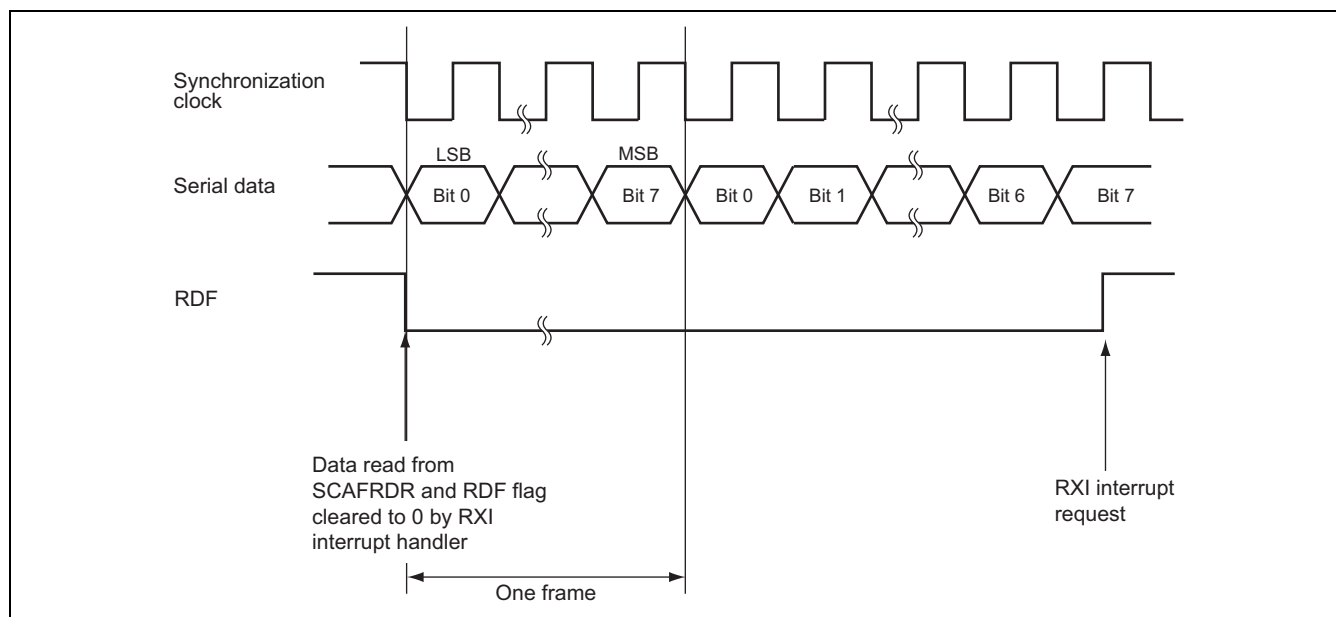 Synchronization
clock
LSB
MSB
Serial data
Bit 0
Bit 7
Bit 0
Bit 1
Bit 6
Bit 7
RDF
Data read from
SCAFRDR and RDF flag
cleared to 0 by RXI
interrupt handler
RXI interrupt
request
One frame